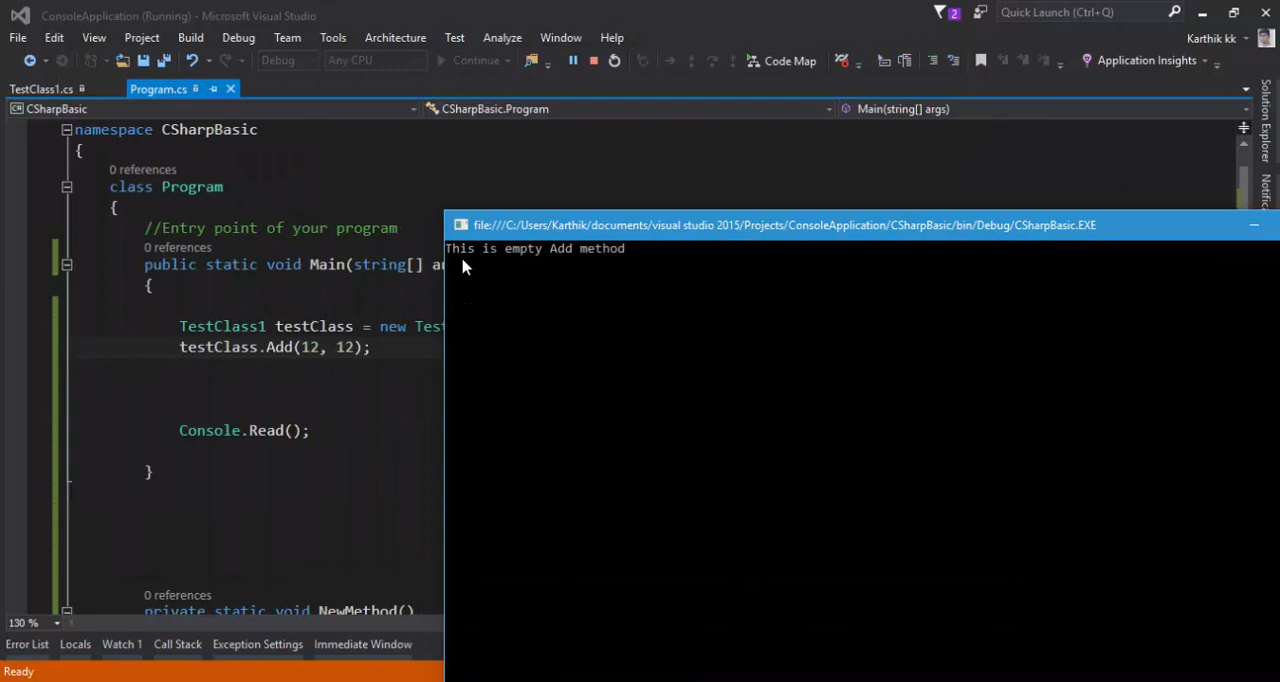 ConsoleApplication (Running) - Microsoft Visual Studio
2
Quick Launch (Ctrl+Q)
File Edit View Project Build Debug Team Tools Architecture Test Analyze Window Help
Karthik kk
Debug Any CPU Continue Code Map Application Insights
TestClass1.cs Program.cs
C# CSharpBasic CSharpBasic.Program Main(string[] args)
Solution Explorer
namespace CSharpBasic
{
0 references
class Program
{
//Entry point of your program
0 references
public static void Main(string[] a
{
TestClass1 testClass = new Tes
testClass.Add(12, 12);
Console.Read();
}
0 references
private static void NewMethod()
130 %
Error List Locals Watch 1 Call Stack Exception Settings Immediate Window
Ready
file:///C:/Users/Karthik/documents/visual studio 2015/Projects/ConsoleApplication/CSharpBasic/bin/Debug/CSharpBasic.EXE
This is empty Add method